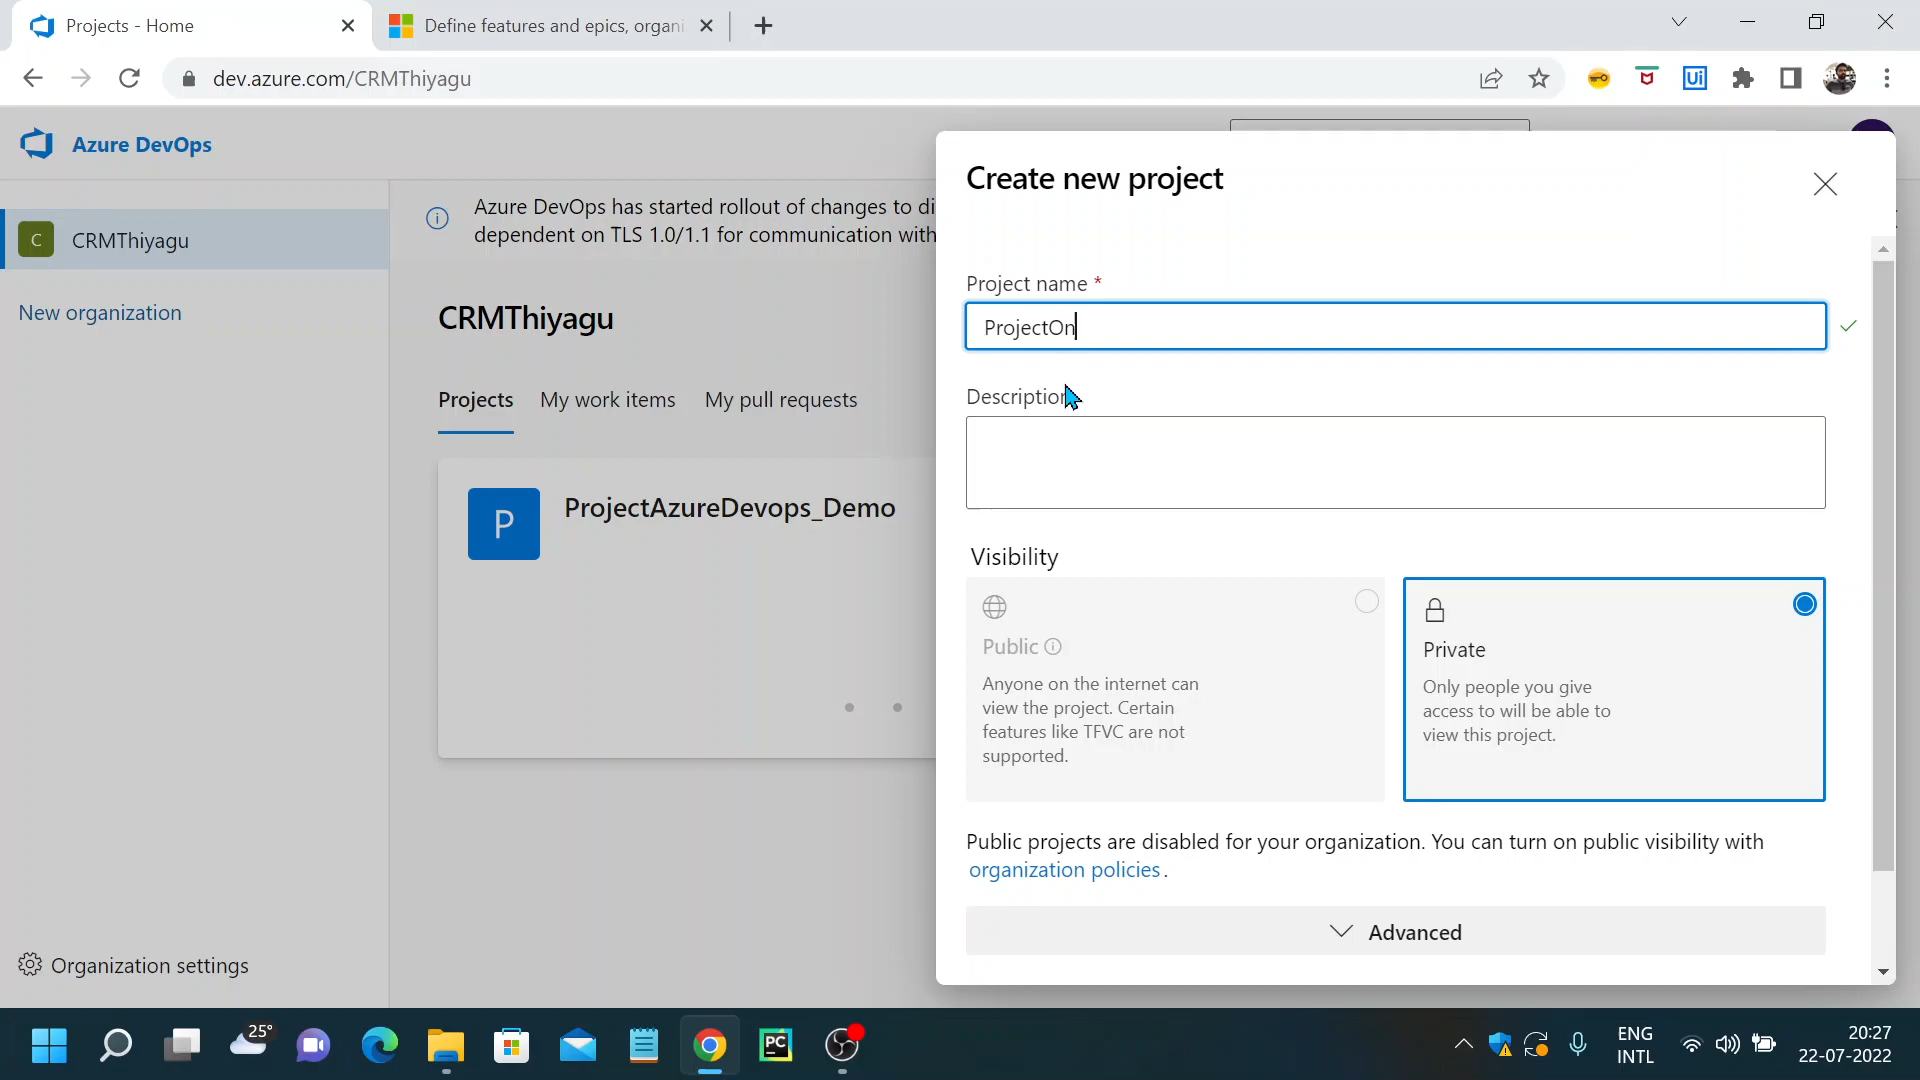 Projects - Home
Define features and epics, organi
dev.azure.com/CRMThiyagu
Ui
Azure DevOps
C
CRMThiyagu
New organization
Azure DevOps has started rollout of changes to di
dependent on TLS 1.0/1.1 for communication with
CRMThiyagu
Projects
My work items
My pull requests
P
ProjectAzureDevops_Demo
Organization settings
Create new project
Project name *
ProjectOn
Description
Visibility
Public
Anyone on the internet can
view the project. Certain
features like TFVC are not
supported.
Private
Only people you give
access to will be able to
view this project.
Public projects are disabled for your organization. You can turn on public visibility with
organization policies.
Advanced
25°
PC
ENG
INTL
20:27
22-07-2022